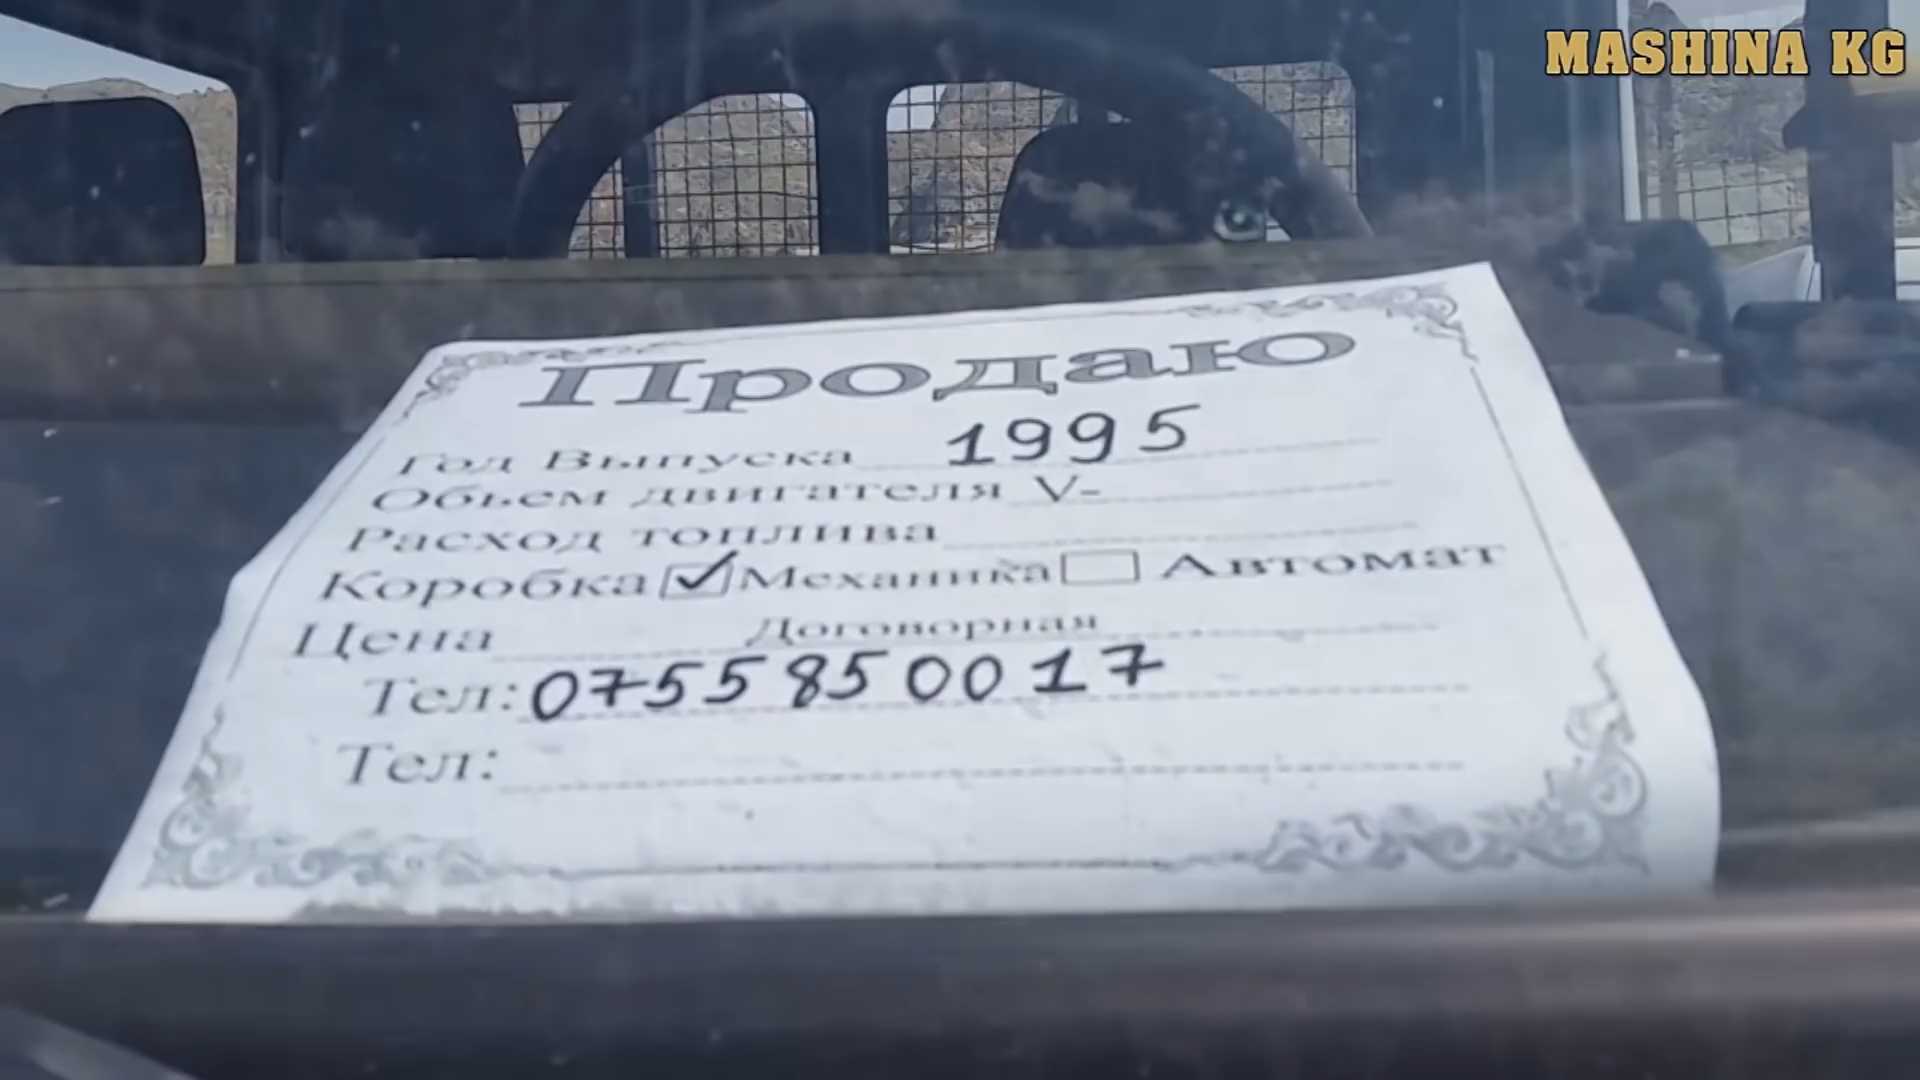 MASHINA KG
Продаю
Год Выпуска 1995
Обьем двигателя V-
Расход топлива
Коробка ✓ Механика Автомат
Цена Договорная
Тел: 0755850017
Тел: